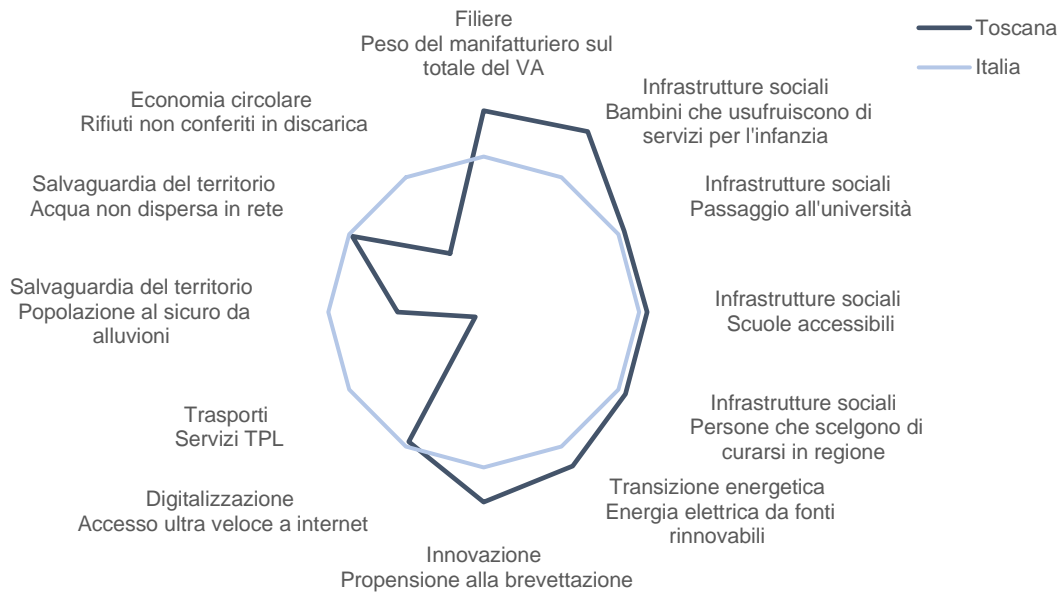 Filiere
Peso del manifatturiero sul
totale del VA
Toscana
Italia
Infrastrutture sociali
Bambini che usufruiscono di
servizi per l'infanzia
Infrastrutture sociali
Passaggio all'università
Infrastrutture sociali
Scuole accessibili
Infrastrutture sociali
Persone che scelgono di
curarsi in regione
Transizione energetica
Energia elettrica da fonti
rinnovabili
Innovazione
Propensione alla brevettazione
Digitalizzazione
Accesso ultra veloce a internet
Trasporti
Servizi TPL
Salvaguardia del territorio
Popolazione al sicuro da
alluvioni
Salvaguardia del territorio
Acqua non dispersa in rete
Economia circolare
Rifiuti non conferiti in discarica